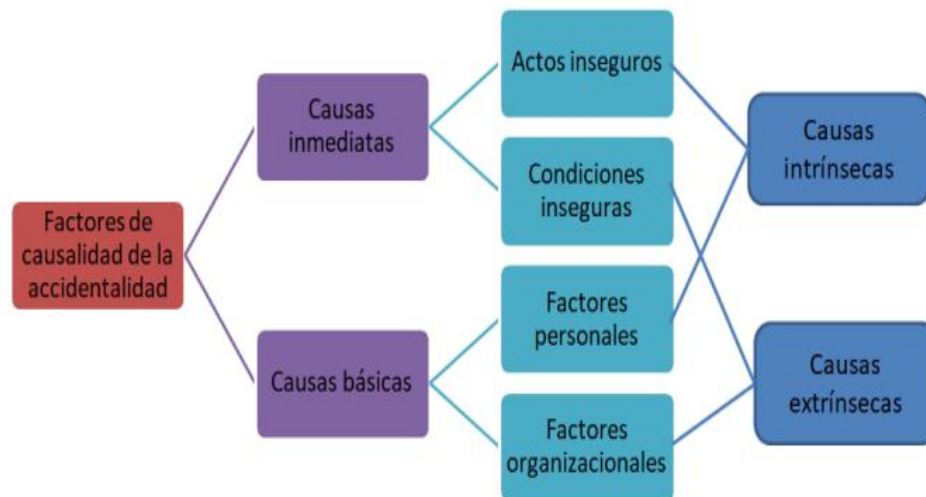 Factores de
causalidad de la
accidentalidad
Causas
inmediatas
Causas básicas
Actos inseguros
Condiciones
inseguras
Factores
personales
Factores
organizacionales
Causas
intrínsecas
Causas
extrínsecas